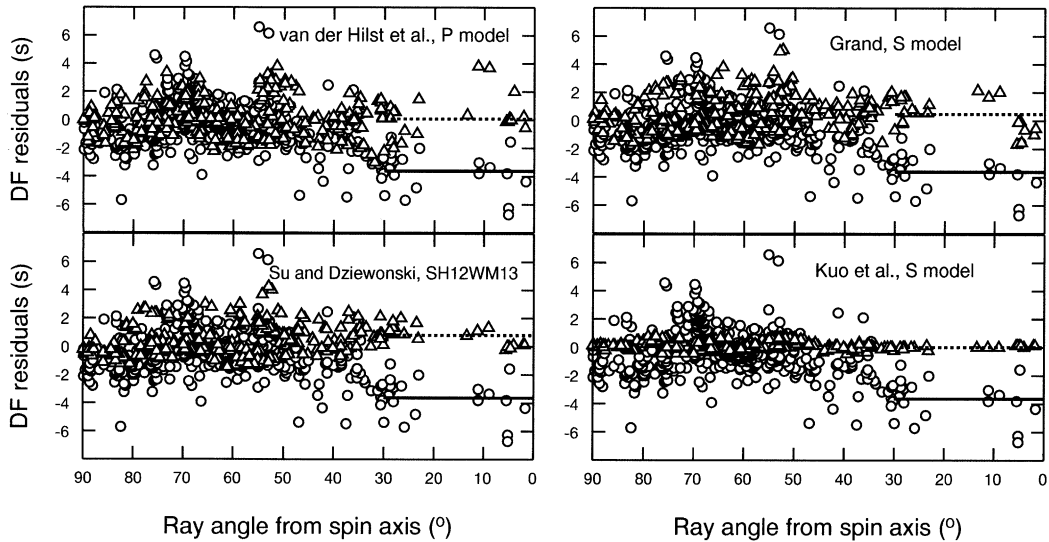 DF residuals (s)
6
4
2
0
-2
-4
-6
van der Hilst et al., P model
Grand, S model
6
4
2
0
-2
-4
-6
DF residuals (s)
6
4
2
0
-2
-4
-6
Su and Dziewonski, SH12WM13
90 80 70 60 50 40 30 20 10 0
Ray angle from spin axis (º)
6
4
2
0
-2
-4
-6
Kuo et al., S model
90 80 70 60 50 40 30 20 10 0
Ray angle from spin axis (º)